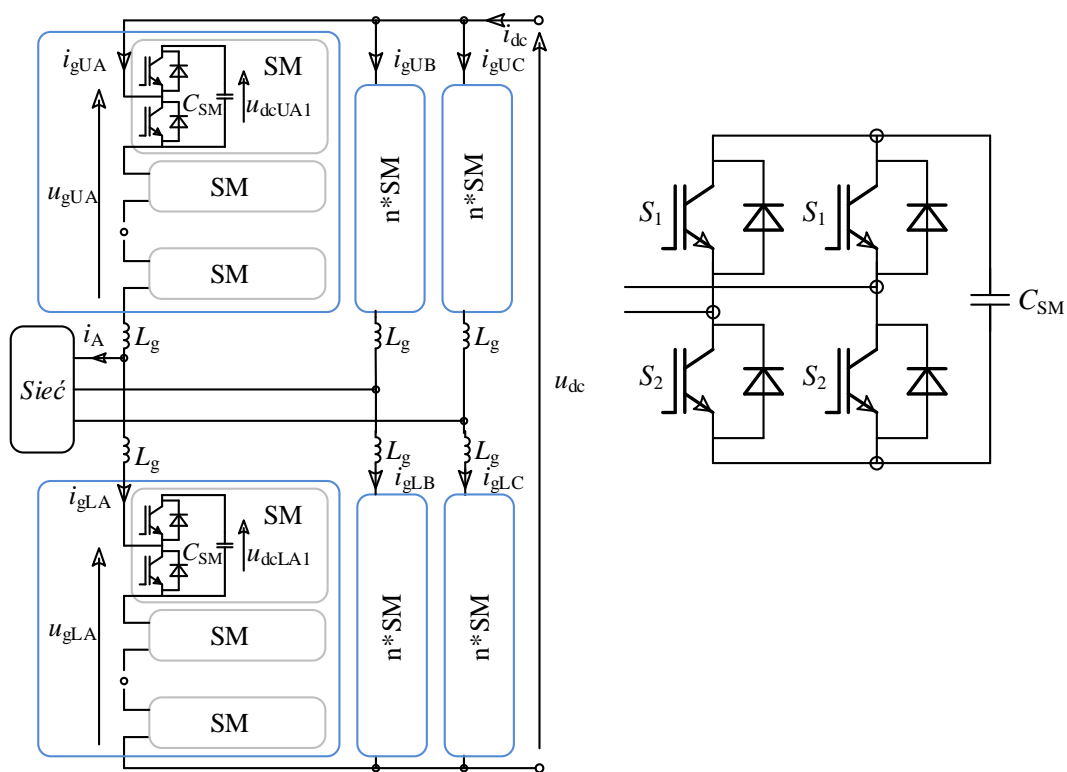 i_dc
i_gUA
SM
i_gUB
i_gUC
C_SM
u_dcUA1
u_gUA
SM
n*SM
n*SM
SM
S_1
S_1
C_SM
i_A
L_g
L_g
L_g
Sieć
u_dc
S_2
S_2
L_g
L_g
L_g
i_gLA
i_gLB
i_gLC
SM
C_SM
u_dcLA1
u_gLA
SM
n*SM
n*SM
SM